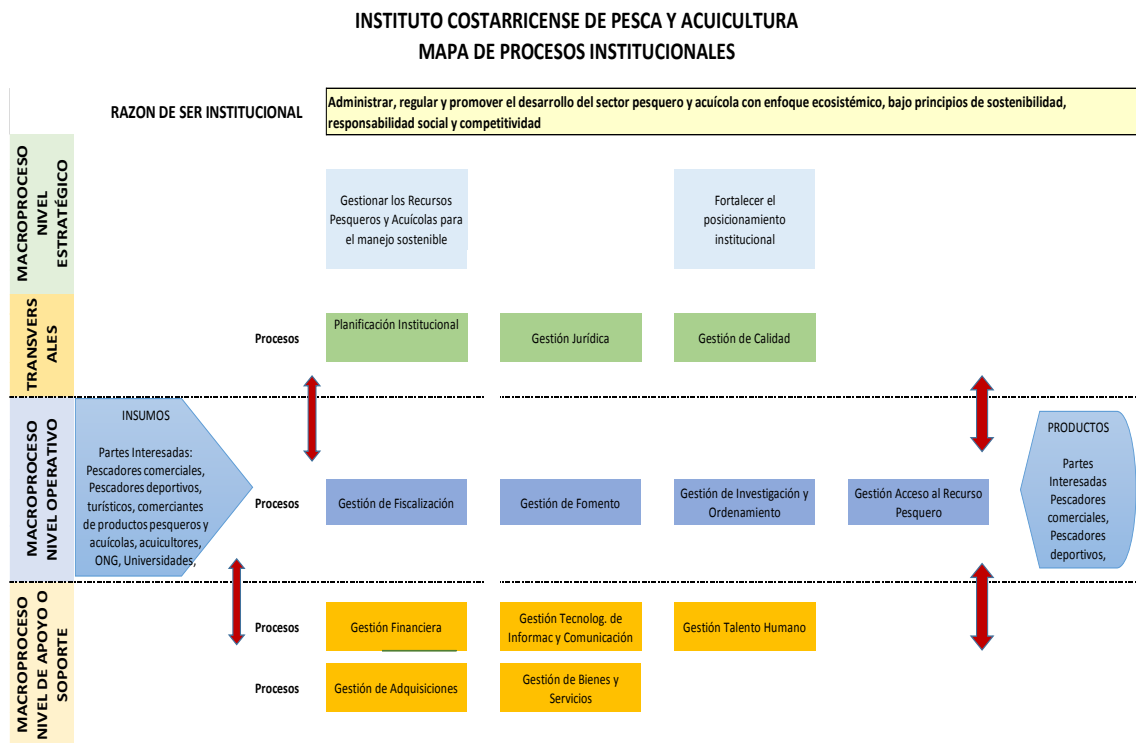 INSTITUTO COSTARRICENSE DE PESCA Y ACUICULTURA
MAPA DE PROCESOS INSTITUCIONALES
RAZON DE SER INSTITUCIONAL
Administrar, regular y promover el desarrollo del sector pesquero y acuícola con enfoque ecosistémico, bajo principios de sostenibilidad,
responsabilidad social y competitividad
MACROPROCESO
NIVEL
ESTRATÉGICO
Gestionar los Recursos
Pesqueros y Acuícolas para
el manejo sostenible
Fortalecer el
posicionamiento
institucional
TRANSVERS
ALES
Procesos
Planificación Institucional
Gestión Jurídica
Gestión de Calidad
MACROPROCESO
NIVEL OPERATIVO
INSUMOS
Partes Interesadas:
Pescadores comerciales,
Pescadores deportivos,
turísticos, comerciantes
de productos pesqueros y
acuícolas, acuicultores,
ONG, Universidades,
Procesos
Gestión de Fiscalización
Gestión de Fomento
Gestión de Investigación y
Ordenamiento
Gestión Acceso al Recurso
Pesquero
PRODUCTOS
Partes
Interesadas
Pescadores
comerciales,
Pescadores
deportivos,
MACROPROCESO
NIVEL DE APOYO O
SOPORTE
Procesos
Gestión Financiera
Gestión Tecnolog. de
Informac y Comunicación
Gestión Talento Humano
Procesos
Gestión de Adquisiciones
Gestión de Bienes y
Servicios